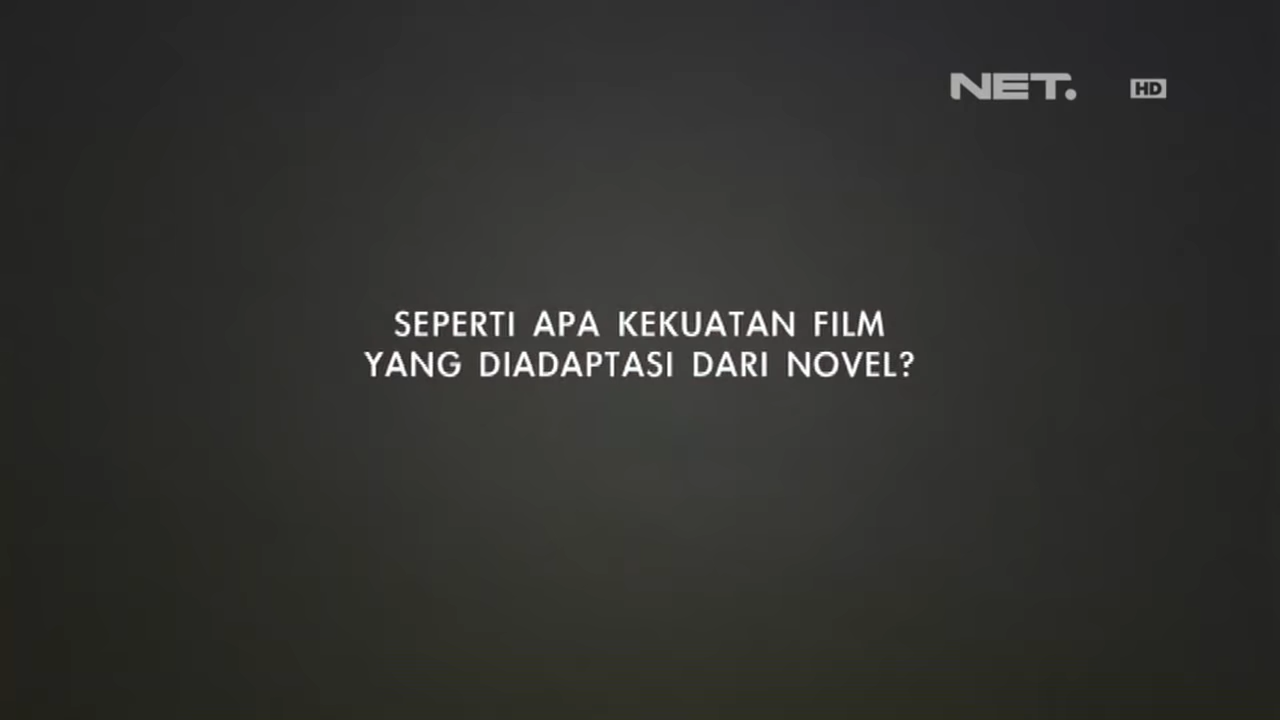 NET. HD
SEPERTI APA KEKUATAN FILM
YANG DIADAPTASI DARI NOVEL?